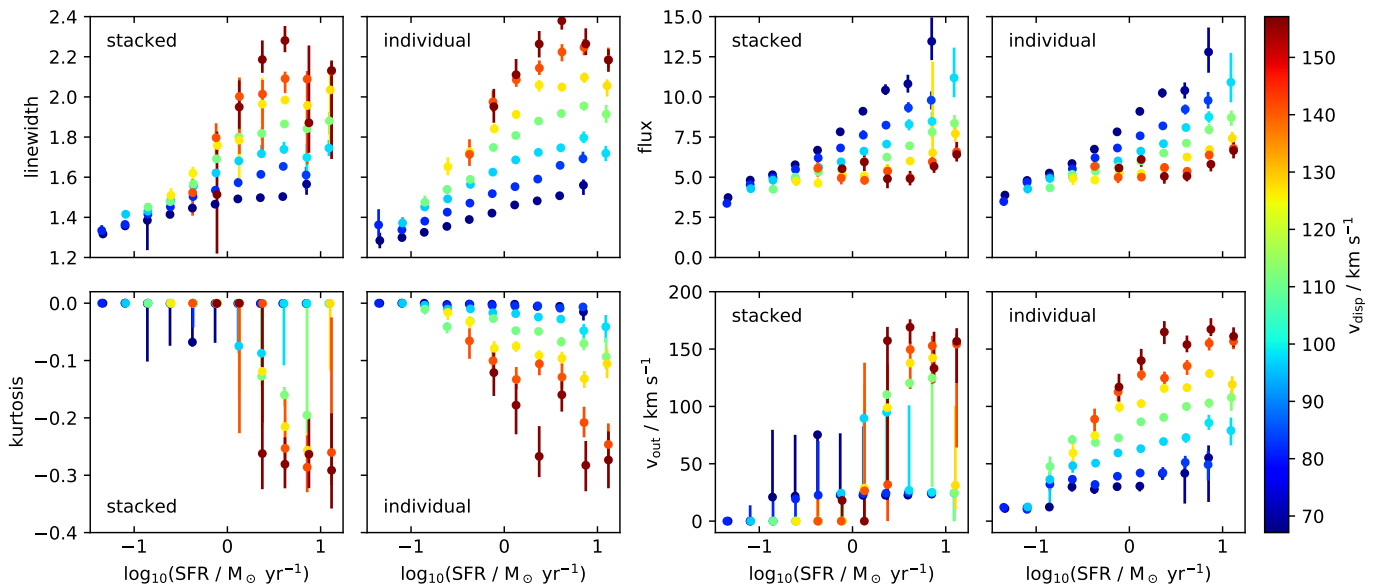 2.4
2.2
2.0
1.8
1.6
1.4
1.2
linewidth
stacked
individual
15.0
12.5
10.0
7.5
5.0
2.5
0.0
flux
stacked
individual
0.0
−0.1
−0.2
−0.3
−0.4
kurtosis
stacked
individual
−1 0 1
−1 0 1
log₁₀(SFR / M⊙ yr⁻¹)
log₁₀(SFR / M⊙ yr⁻¹)
200
150
100
50
0
v_out / km s⁻¹
stacked
individual
−1 0 1
−1 0 1
log₁₀(SFR / M⊙ yr⁻¹)
log₁₀(SFR / M⊙ yr⁻¹)
150
140
130
120
110
100
90
80
70
v_disp / km s⁻¹